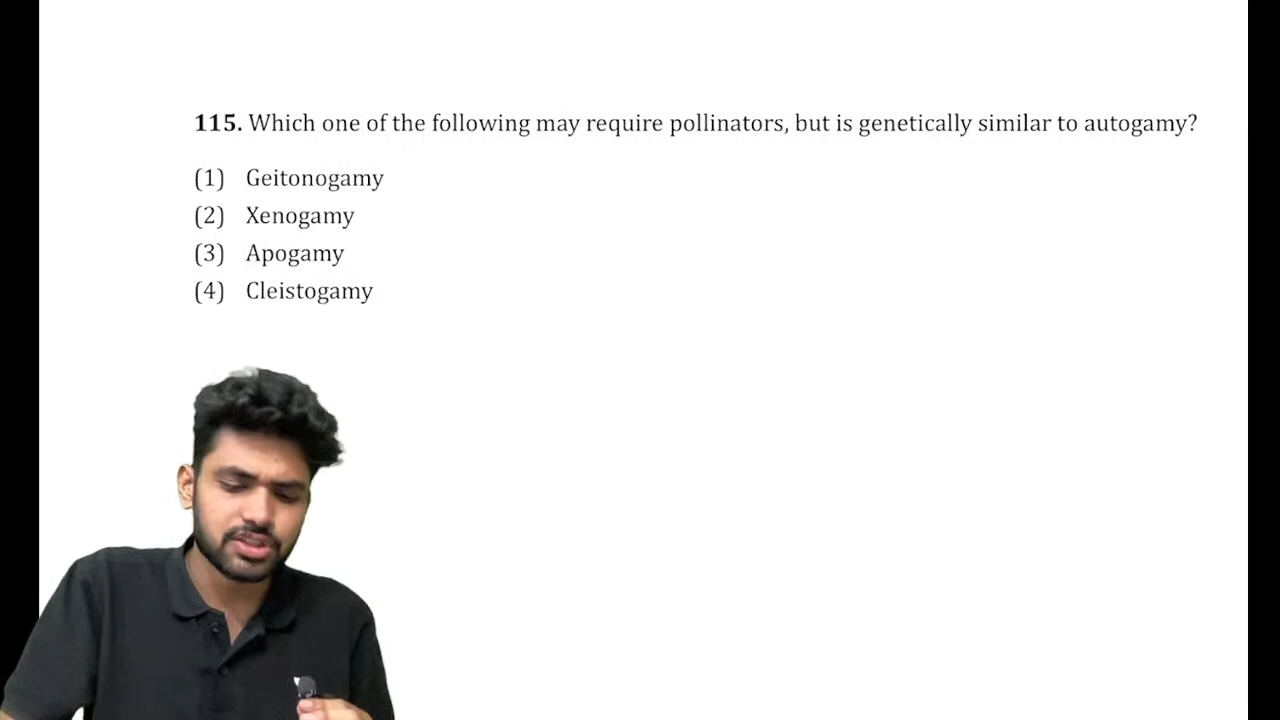 115. Which one of the following may require pollinators, but is genetically similar to autogamy?
(1) Geitonogamy
(2) Xenogamy
(3) Apogamy
(4) Cleistogamy